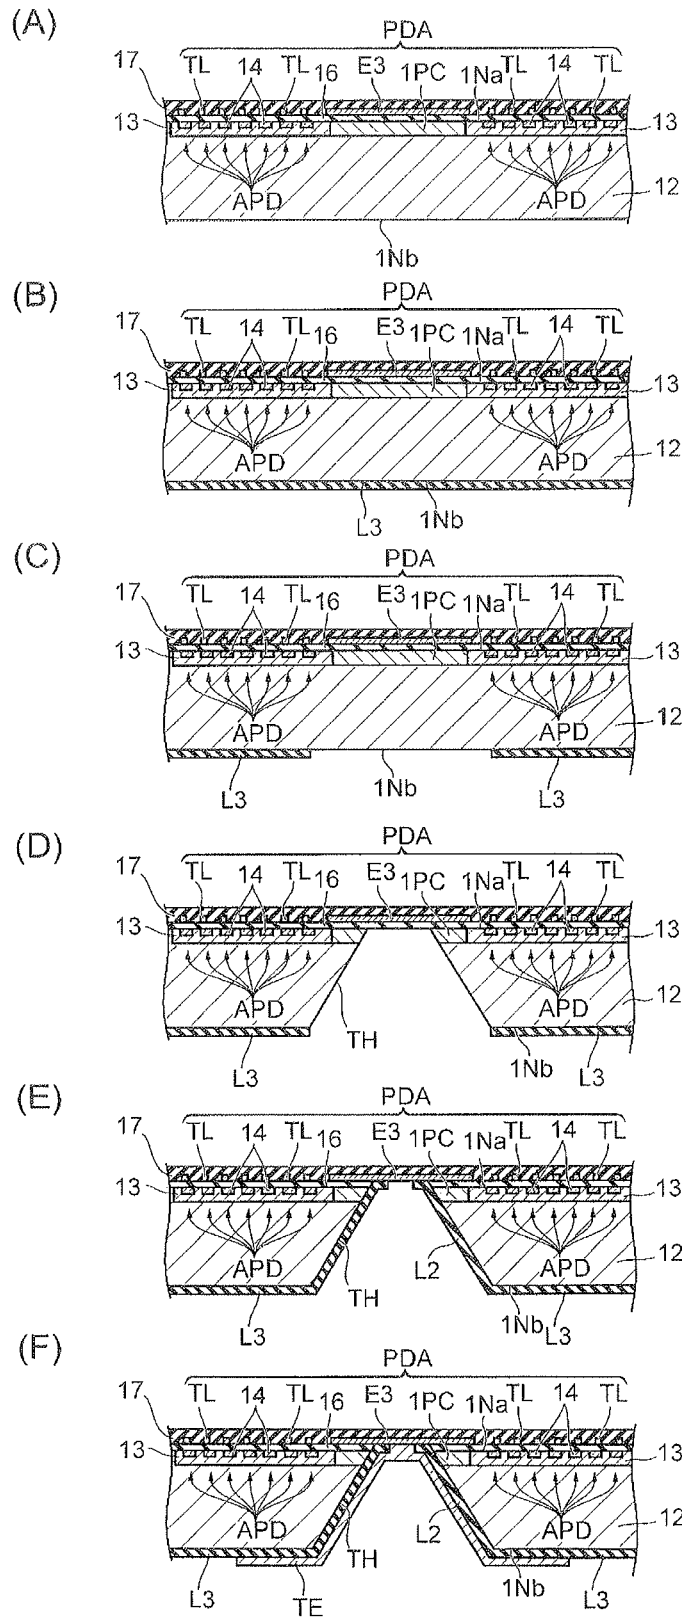 (A)
PDA
17 TL 14 TL 16 E3 1PC 1Na TL 14 TL
13 13
12
APD APD
1Nb
(B)
PDA
17 TL 14 TL 16 E3 1PC 1Na TL 14 TL
13 13
12
APD APD
L3 1Nb
(C)
PDA
17 TL 14 TL 16 E3 1PC 1Na TL 14 TL
13 13
12
APD APD
L3 1Nb L3
(D)
PDA
17 TL 14 TL 16 E3 1PC 1Na TL 14 TL
13 13
12
APD APD
L3 TH 1Nb L3
(E)
PDA
17 TL 14 TL 16 E3 1PC 1Na TL 14 TL
13 13
12
APD L2 APD
L3 TH 1Nb L3
(F)
PDA
17 TL 14 TL 16 E3 1PC 1Na TL 14 TL
13 13
12
APD APD
L3 TH L2 1Nb L3
TE